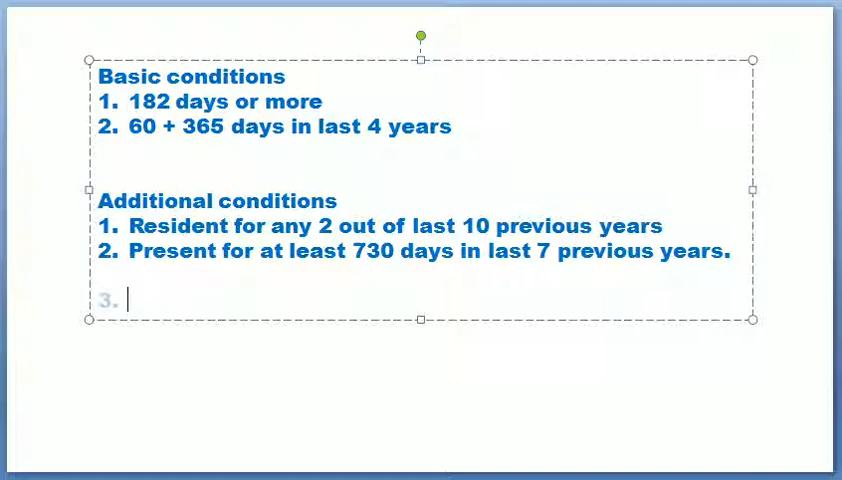 Basic conditions
1. 182 days or more
2. 60 + 365 days in last 4 years
Additional conditions
1. Resident for any 2 out of last 10 previous years
2. Present for at least 730 days in last 7 previous years.
3.